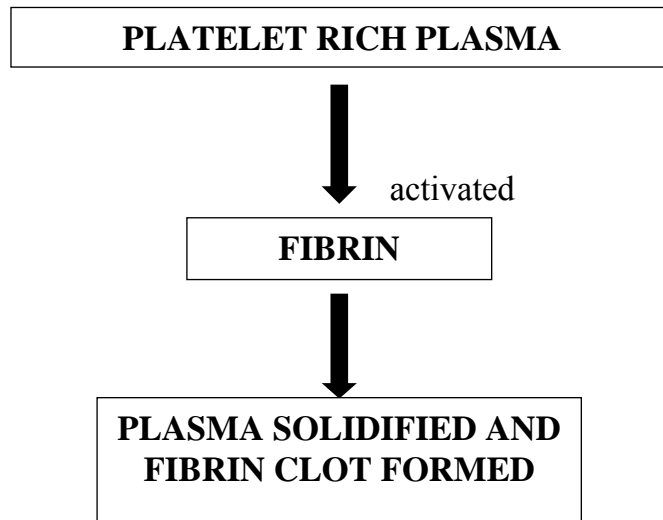 PLATELET RICH PLASMA
activated
FIBRIN
PLASMA SOLIDIFIED AND
FIBRIN CLOT FORMED